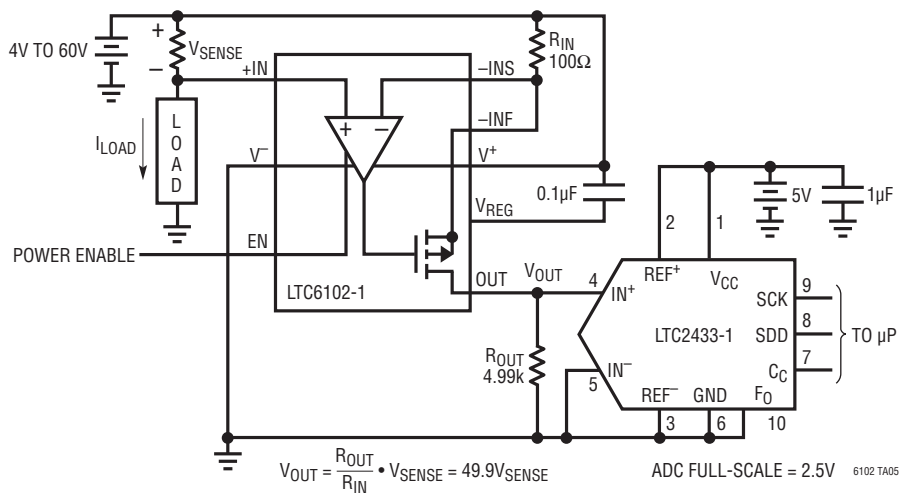 4V TO 60V
+
VSENSE
–
ILOAD
LOAD
+IN
–INS
RIN
100Ω
–INF
+
–
V–
V+
0.1µF
VREG
POWER ENABLE
EN
LTC6102-1
OUT
VOUT
ROUT
4.99k
2
1
5V
1µF
REF+
VCC
4
IN+
LTC2433-1
SCK
9
SDD
8
CC
7
TO µP
IN–
5
REF–
GND
FO
3
6
10
VOUT = ROUT/RIN • VSENSE = 49.9VSENSE
ADC FULL-SCALE = 2.5V
6102 TA05